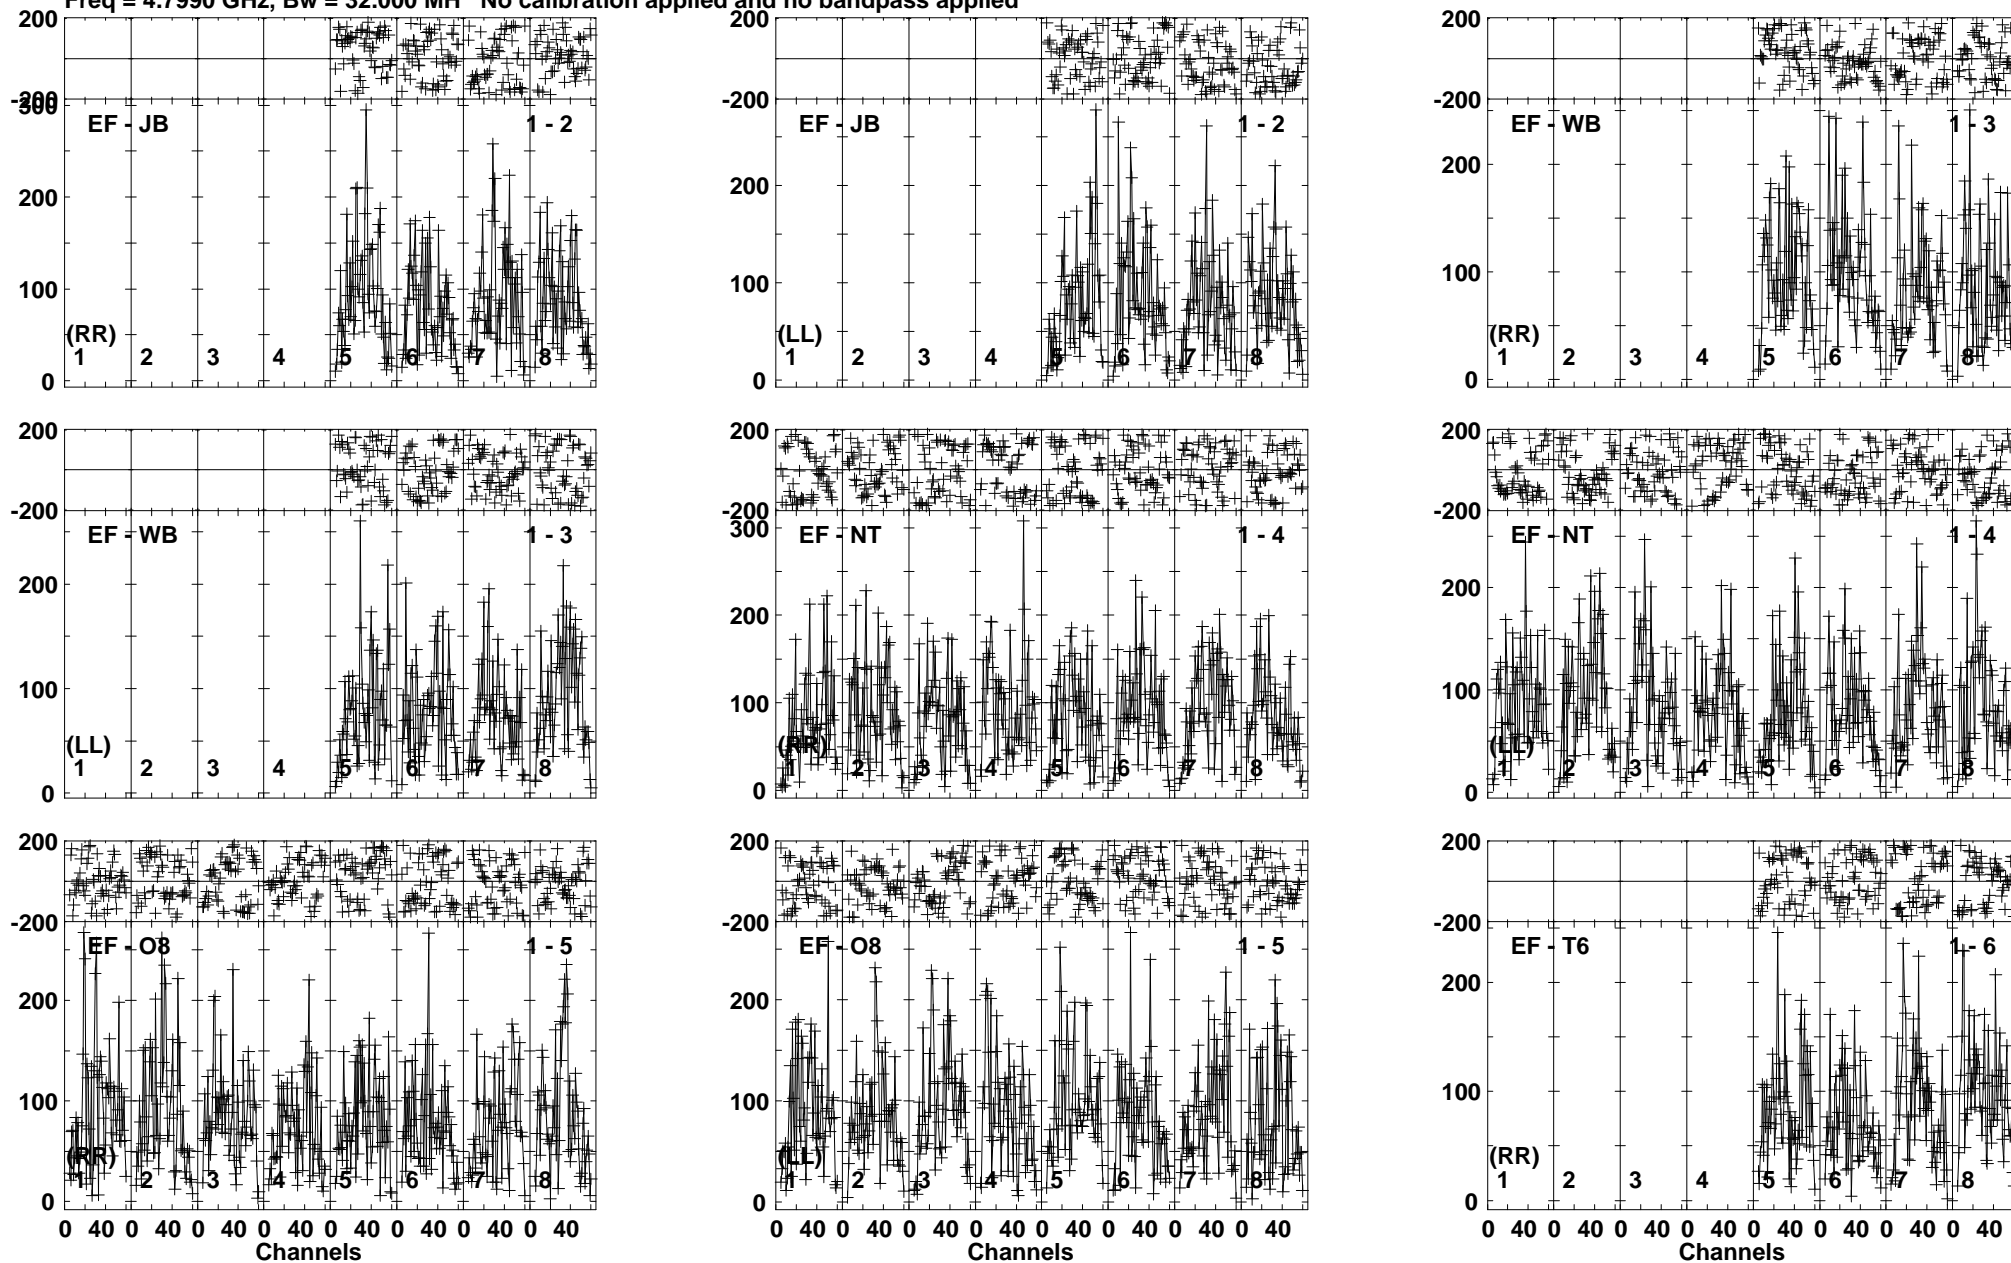 Freq = 4.7990 GHz, Bw = 32.000 MH   No calibration applied and no bandpass applied
200 200 200
-200 -200 -200
300
EF - JB 1 - 2 EF - JB 1 - 2 EF - WB 1 - 3
200 200 200
100 100 100
(RR) (LL) (RR)
1 2 3 4 5 6 7 8 1 2 3 4 5 6 7 8 1 2 3 4 5 6 7 8
0 0 0
200 200 200
-200 -200 -200
EF - WB 1 - 3 300 EF - NT 1 - 4 EF - NT 1 - 4
200 200 200
100 100 100
(LL) (RR) (LL)
1 2 3 4 5 6 7 8 1 2 3 4 5 6 7 8 1 2 3 4 5 6 7 8
0 0 0
200 200 200
-200 -200 -200
EF - O8 1 - 5 EF - O8 1 - 5 EF - T6 1 - 6
200 200 200
100 100 100
(RR) (LL) (RR)
1 2 3 4 5 6 7 8 1 2 3 4 5 6 7 8 1 2 3 4 5 6 7 8
0 0 0
0 40 0 40 0 40 0 40 0 40 0 40 0 40 0 40 0 40 0 40 0 40 0 40 0 40 0 40 0 40 0 40 0 40 0 40 0 40 0 40 0 40 0 40 0 40 0 40
Channels Channels Channels